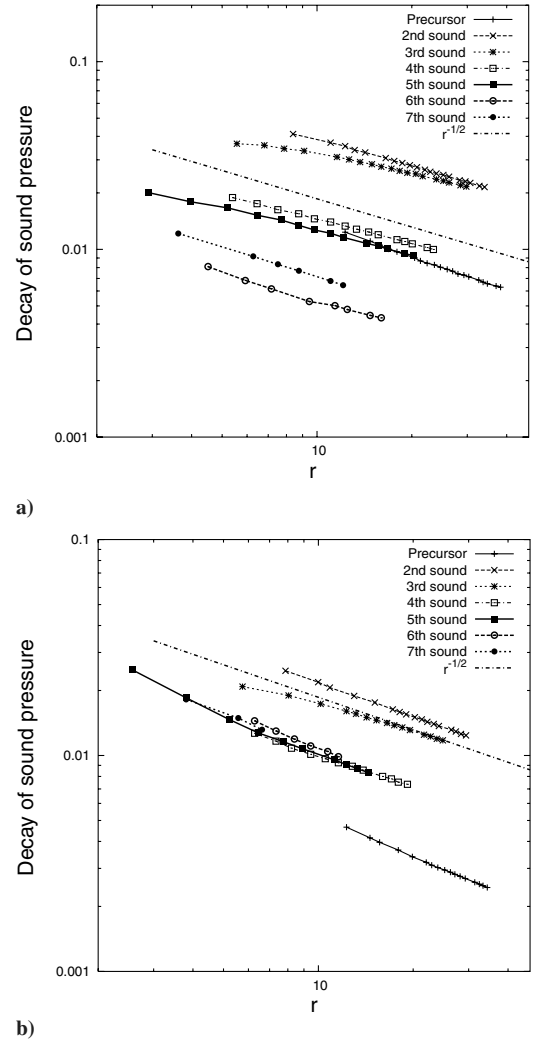 Precursor
2nd sound
3rd sound
4th sound
5th sound
6th sound
7th sound
r-1/2
0.1
0.01
0.001
10
Decay of sound pressure
r
a)
Precursor
2nd sound
3rd sound
4th sound
5th sound
6th sound
7th sound
r-1/2
0.1
0.01
0.001
10
Decay of sound pressure
r
b)